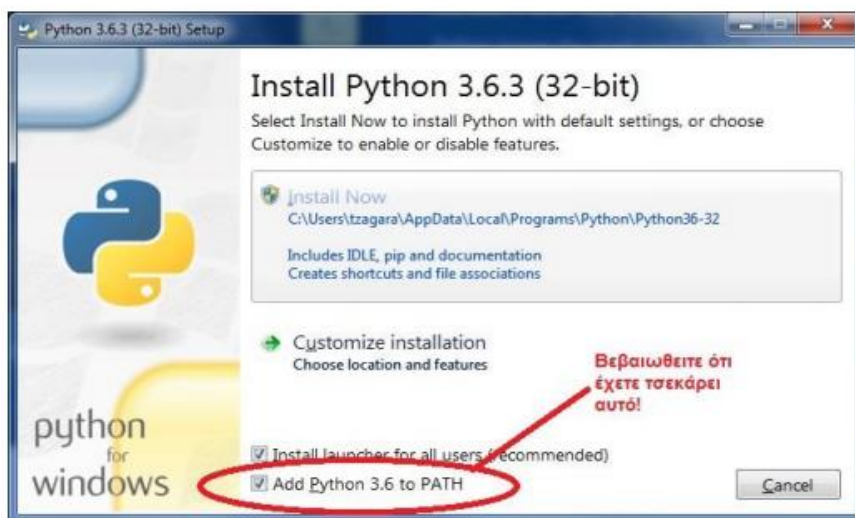 Python 3.6.3 (32-bit) Setup
Install Python 3.6.3 (32-bit)
Select Install Now to install Python with default settings, or choose
Customize to enable or disable features.
Install Now
C:\Users\tzagara\AppData\Local\Programs\Python\Python36-32
Includes IDLE, pip and documentation
Creates shortcuts and file associations
Customize installation
Choose location and features
Βεβαιωθειτε ότι
έχετε τσεκάρει
αυτό!
python
for
windows
Install launcher for all users (recommended)
Add Python 3.6 to PATH
Cancel